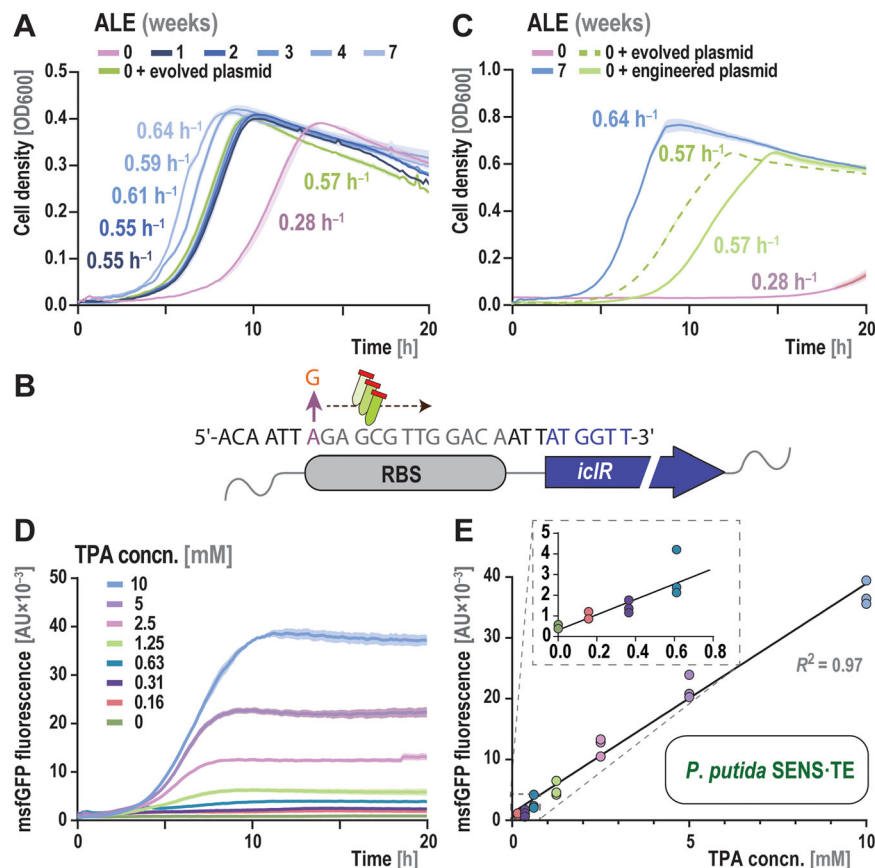 A
ALE (weeks)
0 1 2 3 4 7
0 + evolved plasmid
Cell density [OD600]
0.5
0.4
0.3
0.2
0.1
0.0
0.64 h⁻¹
0.59 h⁻¹
0.61 h⁻¹
0.55 h⁻¹
0.55 h⁻¹
0.57 h⁻¹
0.28 h⁻¹
0 10 20
Time [h]
C
ALE (weeks)
0 0 + evolved plasmid
7 0 + engineered plasmid
Cell density [OD600]
1.0
0.8
0.6
0.4
0.2
0.0
0.64 h⁻¹
0.57 h⁻¹
0.57 h⁻¹
0.28 h⁻¹
0 10 20
Time [h]
B
G
5'-ACA ATT AGA GCG TTG GAC A ATT ATG GTT-3'
RBS
iclR
D
TPA concn. [mM]
10
5
2.5
1.25
0.63
0.31
0.16
0
msfGFP fluorescence [AU×10⁻³]
50
40
30
20
10
0
0 10 20
Time [h]
E
msfGFP fluorescence [AU×10⁻³]
40
30
20
10
0
5
4
3
2
1
0
0.0 0.2 0.4 0.6 0.8
R² = 0.97
P. putida SENS·TE
0 5 10
TPA concn. [mM]